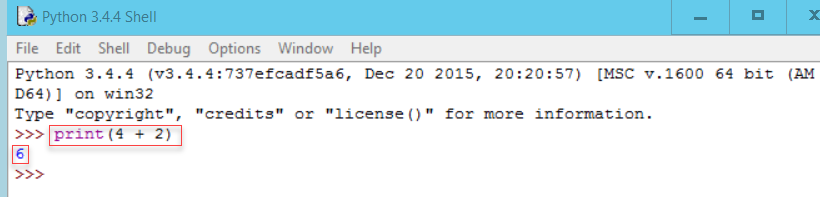 Python 3.4.4 Shell
File Edit Shell Debug Options Window Help
Python 3.4.4 (v3.4.4:737efcadf5a6, Dec 20 2015, 20:20:57) [MSC v.1600 64 bit (AM
D64)] on win32
Type "copyright", "credits" or "license()" for more information.
>>> print(4 + 2)
6
>>>